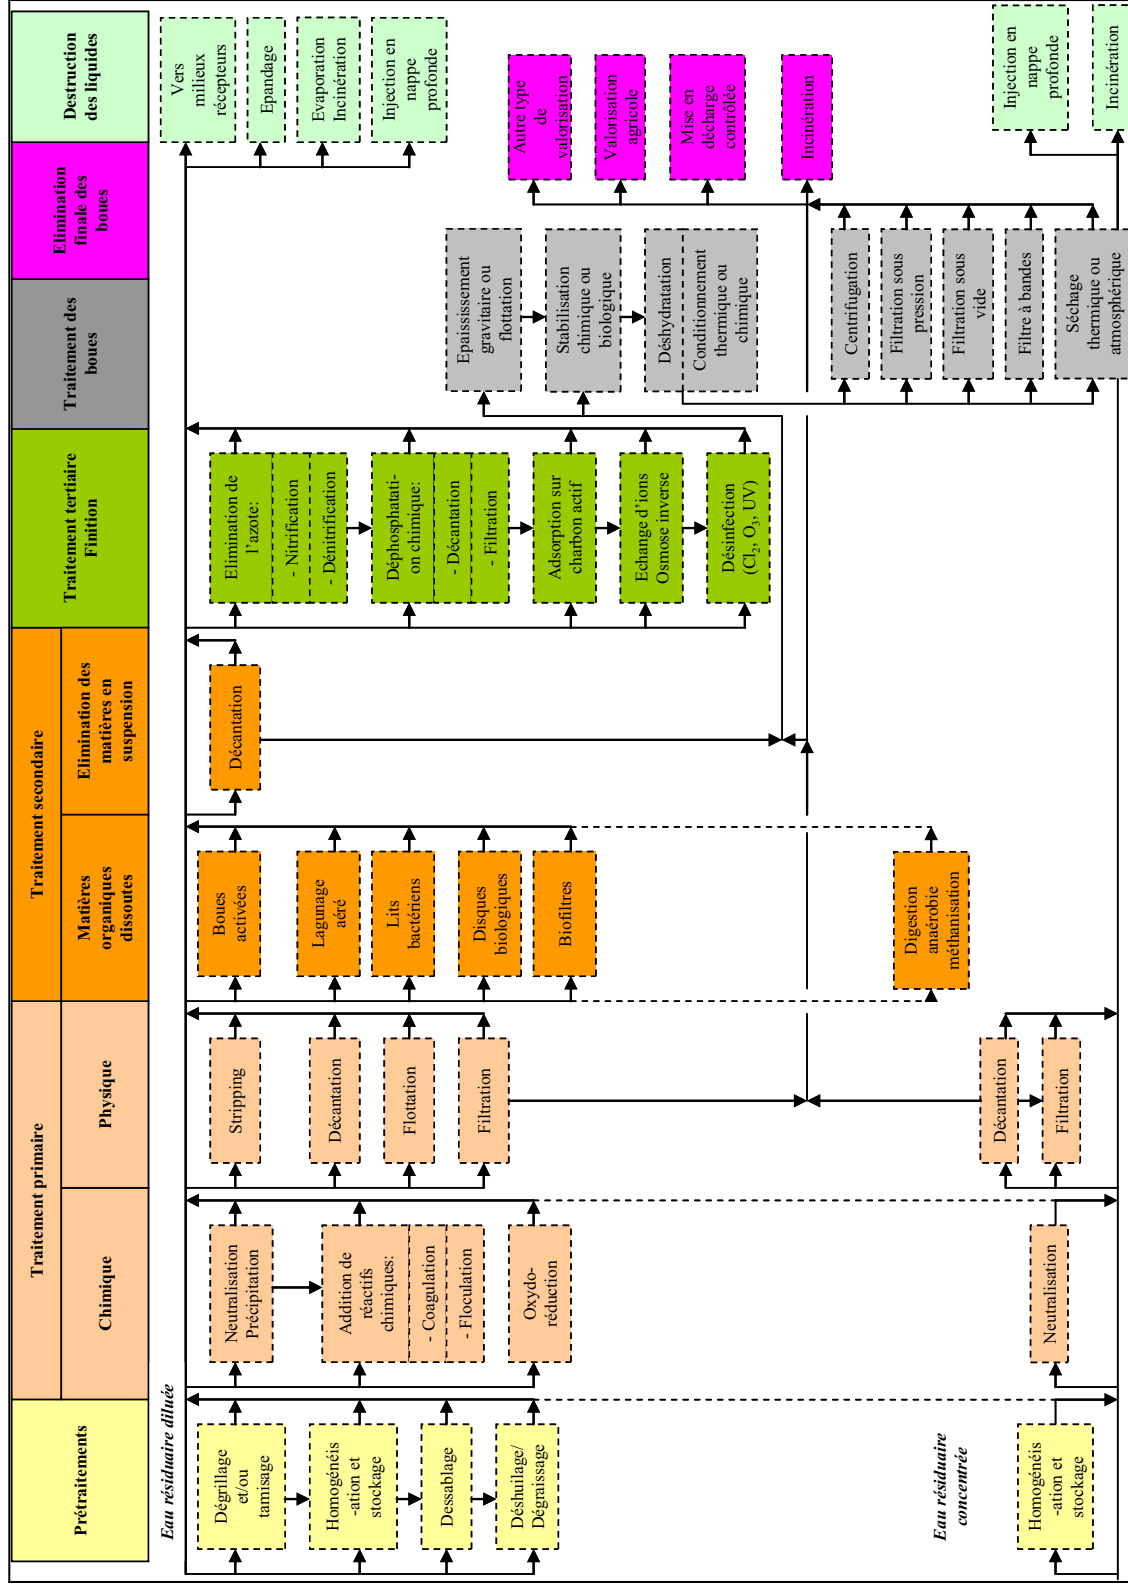 Prétraitements
Traitement primaire
Chimique
Physique
Traitement secondaire
Matières
organiques
dissoutes
Elimination des
matières en
suspension
Traitement tertiaire
Finition
Traitement des
boues
Elimination
finale des
boues
Destruction
des liquides
Eau résiduaire diluée
Dégrillage
et/ou
tamisage
Homogénéis
-ation et
stockage
Dessablage
Déshuilage/
Dégraissage
Neutralisation
Précipitation
Addition de
réactifs
chimiques:
- Coagulation
- Floculation
Oxydo-
réduction
Stripping
Décantation
Flottation
Filtration
Boues
activées
Lagunage
aéré
Lits
bactériens
Disques
biologiques
Biofiltres
Digestion
anaérobie
méthanisation
Décantation
Elimination de
l'azote:
- Nitrification
- Dénitrification
Déphosphatati-
on chimique:
- Décantation
- Filtration
Adsorption sur
charbon actif
Echange d'ions
Osmose inverse
Désinfection
(Cl2, O3, UV)
Epaississement
gravitaire ou
flottation
Stabilisation
chimique ou
biologique
Déshydratation
Conditionnement
thermique ou
chimique
Centrifugation
Filtration sous
pression
Filtration sous
vide
Filtre à bandes
Séchage
thermique ou
atmosphérique
Autre type
de
valorisation
Valorisation
agricole
Mise en
décharge
contrôlée
Incinération
Vers
milieux
récepteurs
Epandage
Evaporation
Incinération
Injection en
nappe
profonde
Eau résiduaire
concentrée
Homogénéis
-ation et
stockage
Neutralisation
Décantation
Filtration
Injection en
nappe
profonde
Incinération